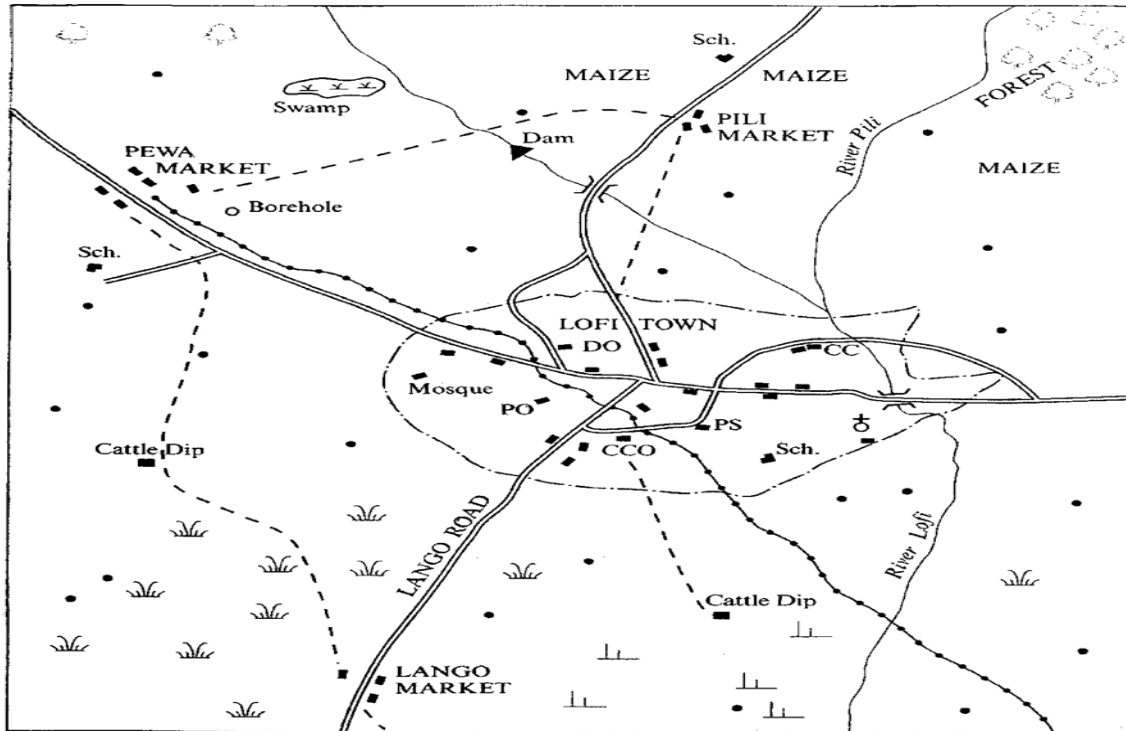 Sch.
MAIZE
MAIZE
FOREST
Swamp
Dam
PILI
MARKET
River Pili
PEWA
MARKET
MAIZE
Borehole
Sch.
LOFI TOWN
DO
CC
Mosque
PO
PS
CCO
Sch.
Cattle Dip
LANGO ROAD
River Lofi
Cattle Dip
LANGO
MARKET